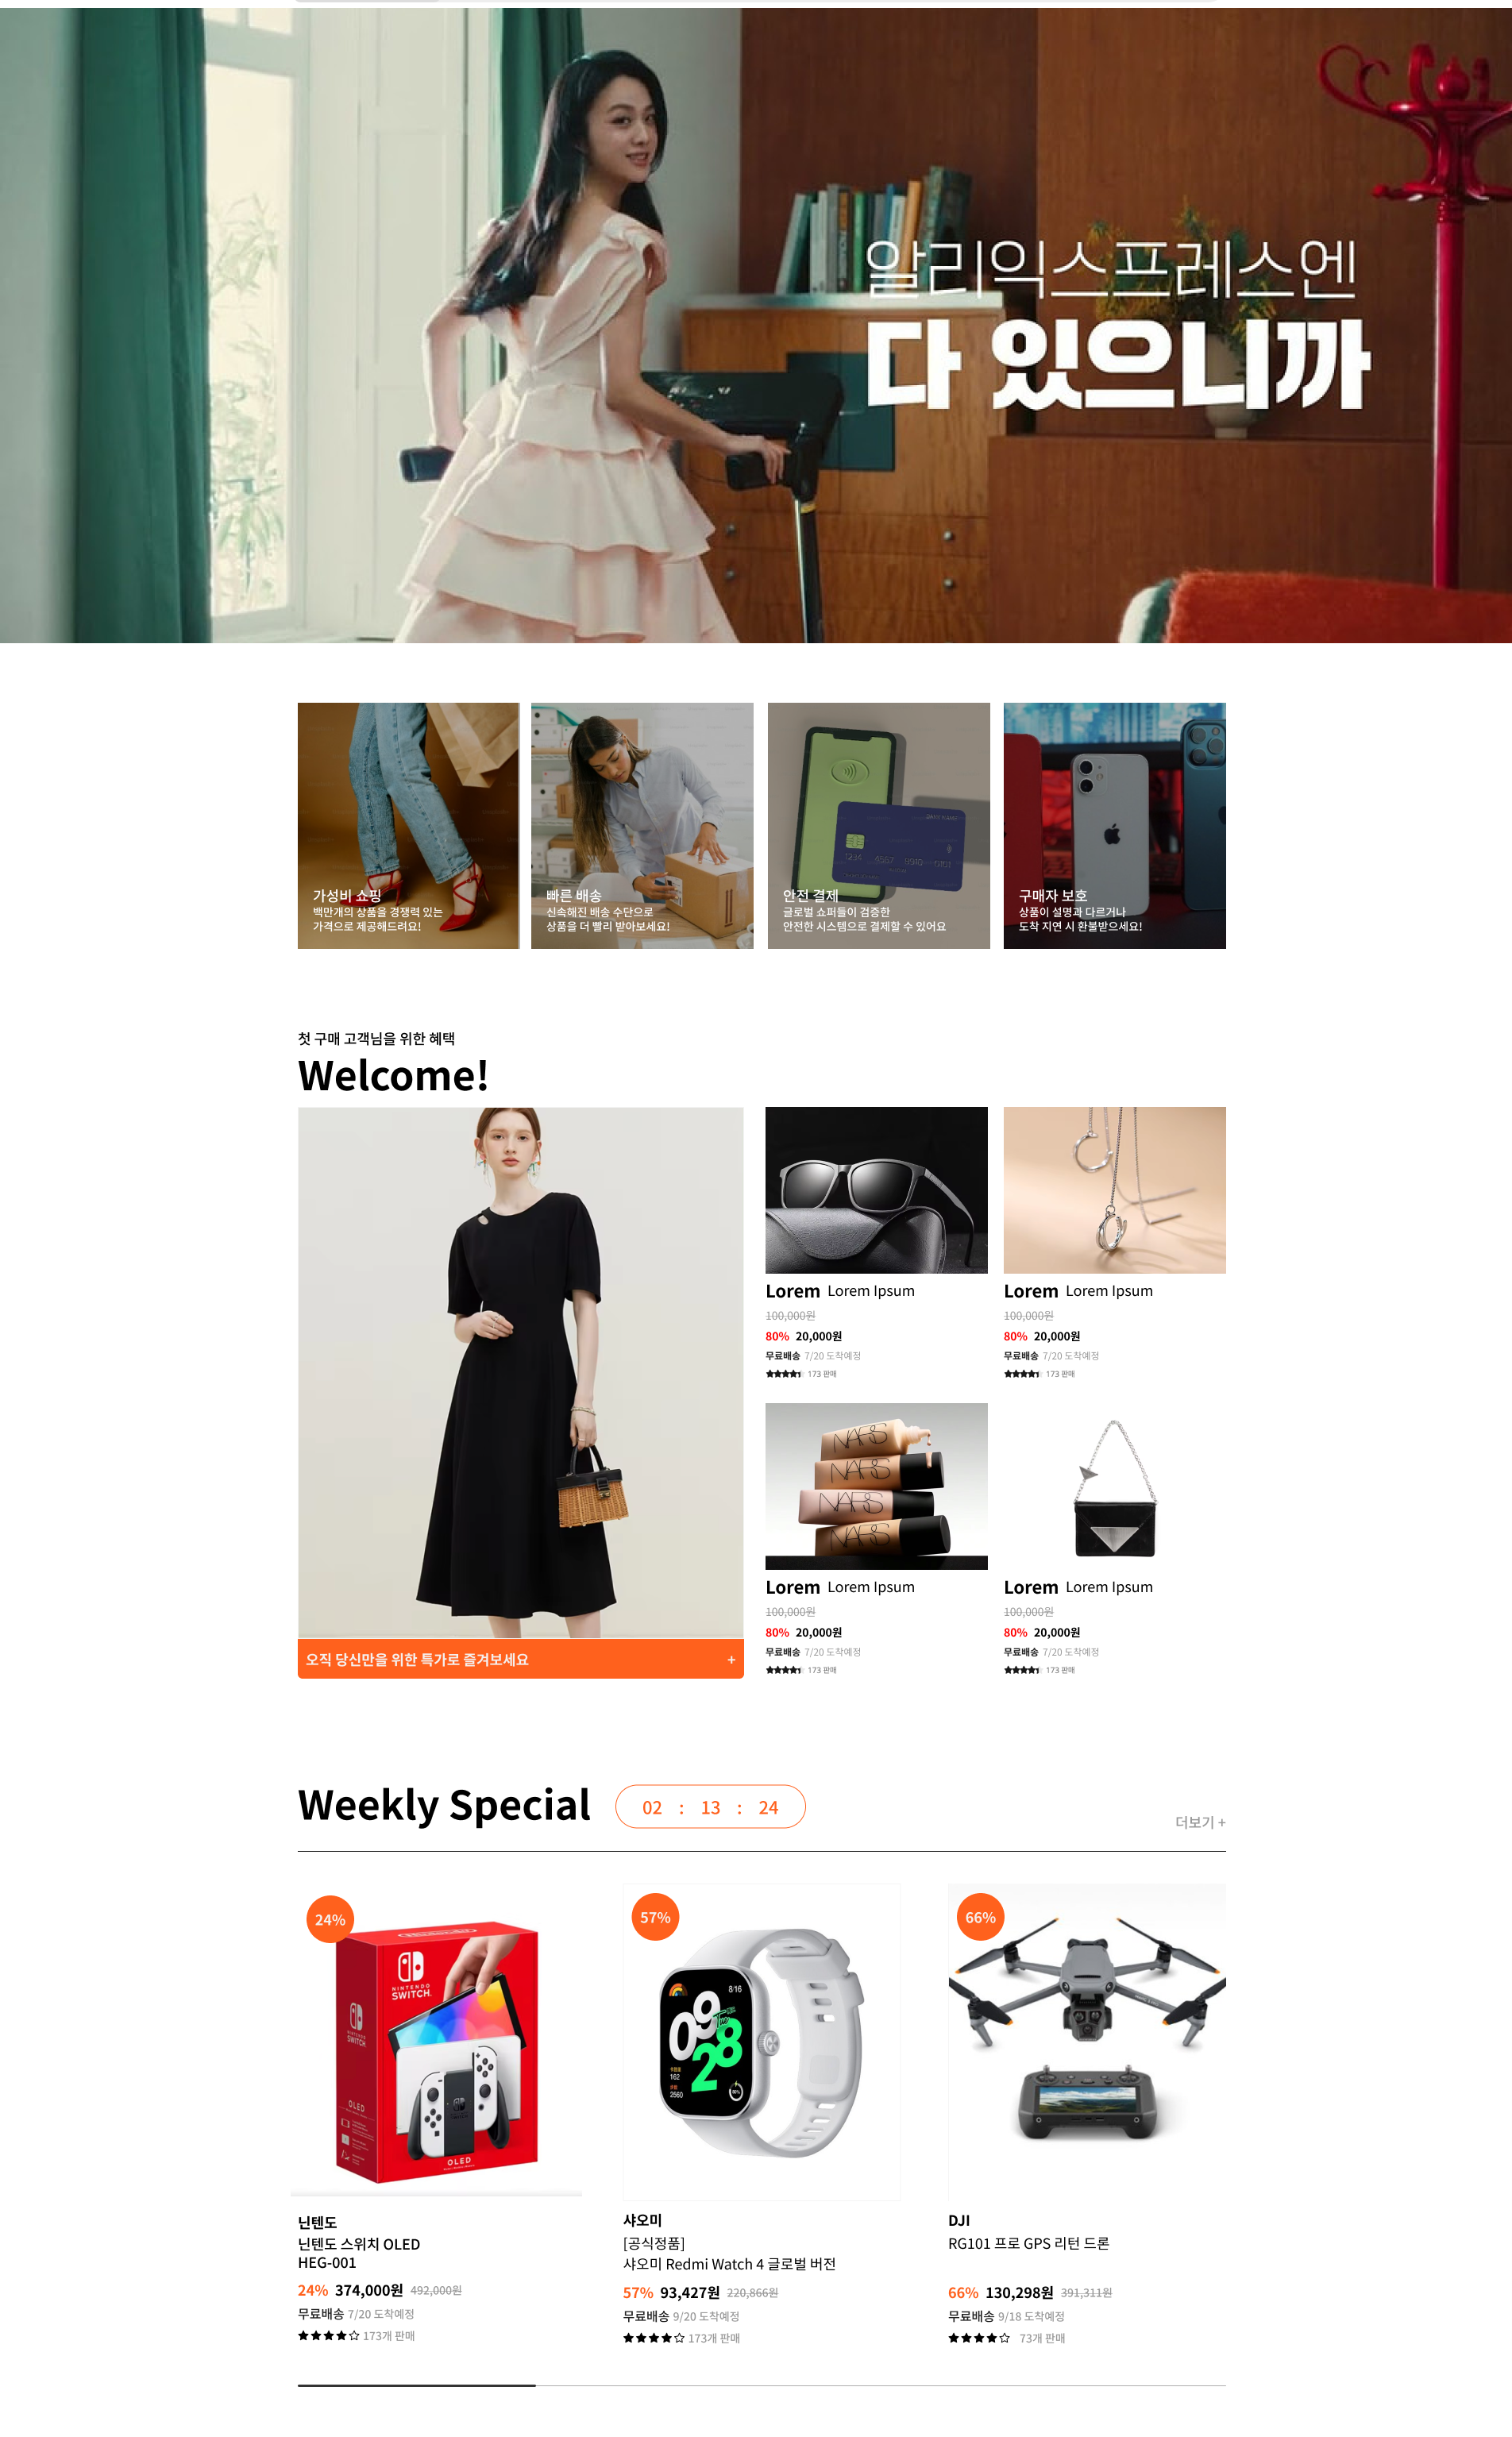 알리익스프레스엔
다 있으니까
가성비 쇼핑
백만개의 상품을 경쟁력 있는
가격으로 제공해드려요!
빠른 배송
신속해진 배송 수단으로
상품을 더 빨리 받아보세요!
안전 결제
글로벌 쇼퍼들이 검증한
안전한 시스템으로 결제할 수 있어요
구매자 보호
상품이 설명과 다르거나
도착 지연 시 환불받으세요!
첫 구매 고객님을 위한 혜택
Welcome!
오직 당신만을 위한 특가로 즐겨보세요 +
Lorem Lorem Ipsum
100,000원
80% 20,000원
무료배송 7/20 도착예정
173 판매
Lorem Lorem Ipsum
100,000원
80% 20,000원
무료배송 7/20 도착예정
173 판매
NARS
NARS
NARS
NARS
Lorem Lorem Ipsum
100,000원
80% 20,000원
무료배송 7/20 도착예정
173 판매
Lorem Lorem Ipsum
100,000원
80% 20,000원
무료배송 7/20 도착예정
173 판매
Weekly Special 02 : 13 : 24
더보기 +
24%
NINTENDO
SWITCH
NINTENDO
SWITCH
OLED
OLED
닌텐도
닌텐도 스위치 OLED
HEG-001
24% 374,000원 492,000원
무료배송 7/20 도착예정
★★★★☆ 173개 판매
57%
8/16
09
Tue
28
162
2560
샤오미
[공식정품]
샤오미 Redmi Watch 4 글로벌 버전
57% 93,427원 220,866원
무료배송 9/20 도착예정
★★★★☆ 173개 판매
66%
DJI
RG101 프로 GPS 리턴 드론
66% 130,298원 391,311원
무료배송 9/18 도착예정
★★★★☆ 73개 판매